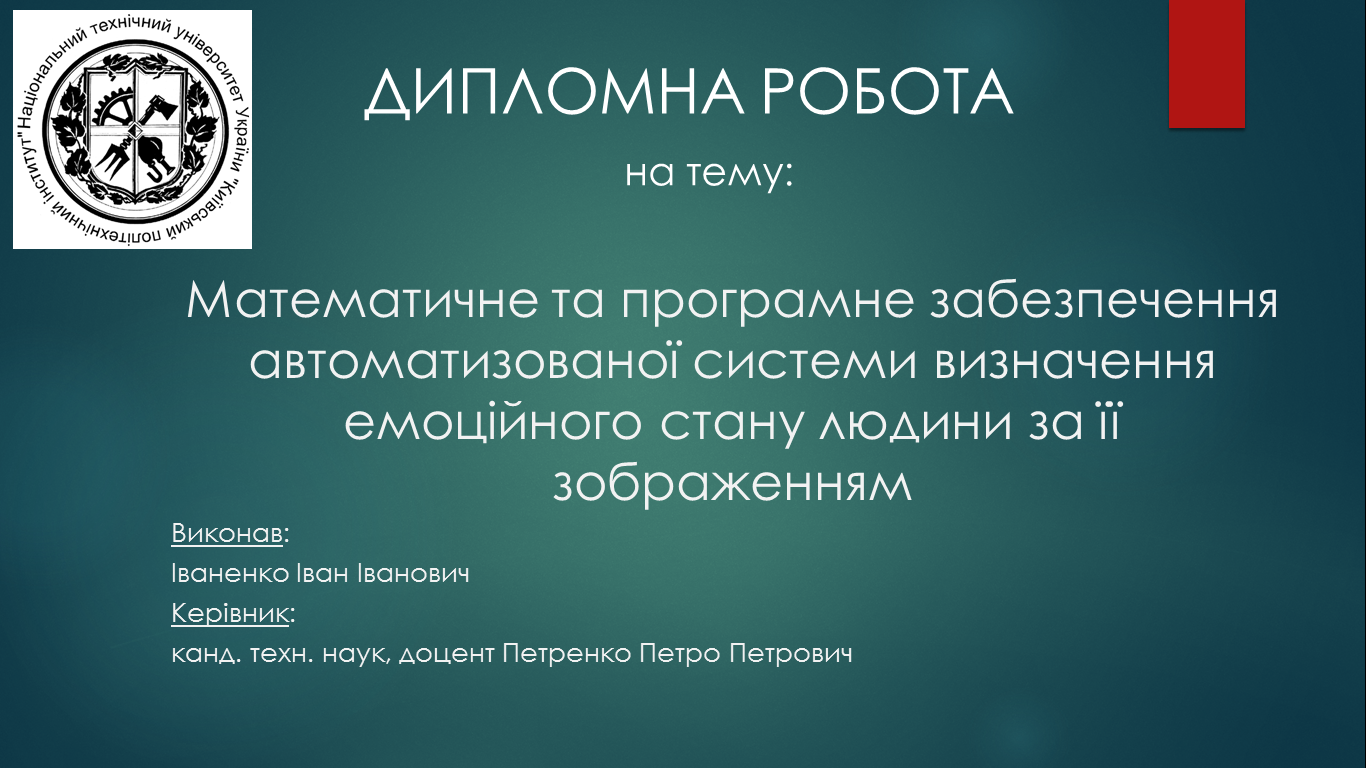 Національний технічний університет України "Київський політехнічний інститут"
ДИПЛОМНА РОБОТА
на тему:
Математичне та програмне забезпечення
автоматизованої системи визначення
емоційного стану людини за її
зображенням
Виконав:
Іваненко Іван Іванович
Керівник:
канд. техн. наук, доцент Петренко Петро Петрович